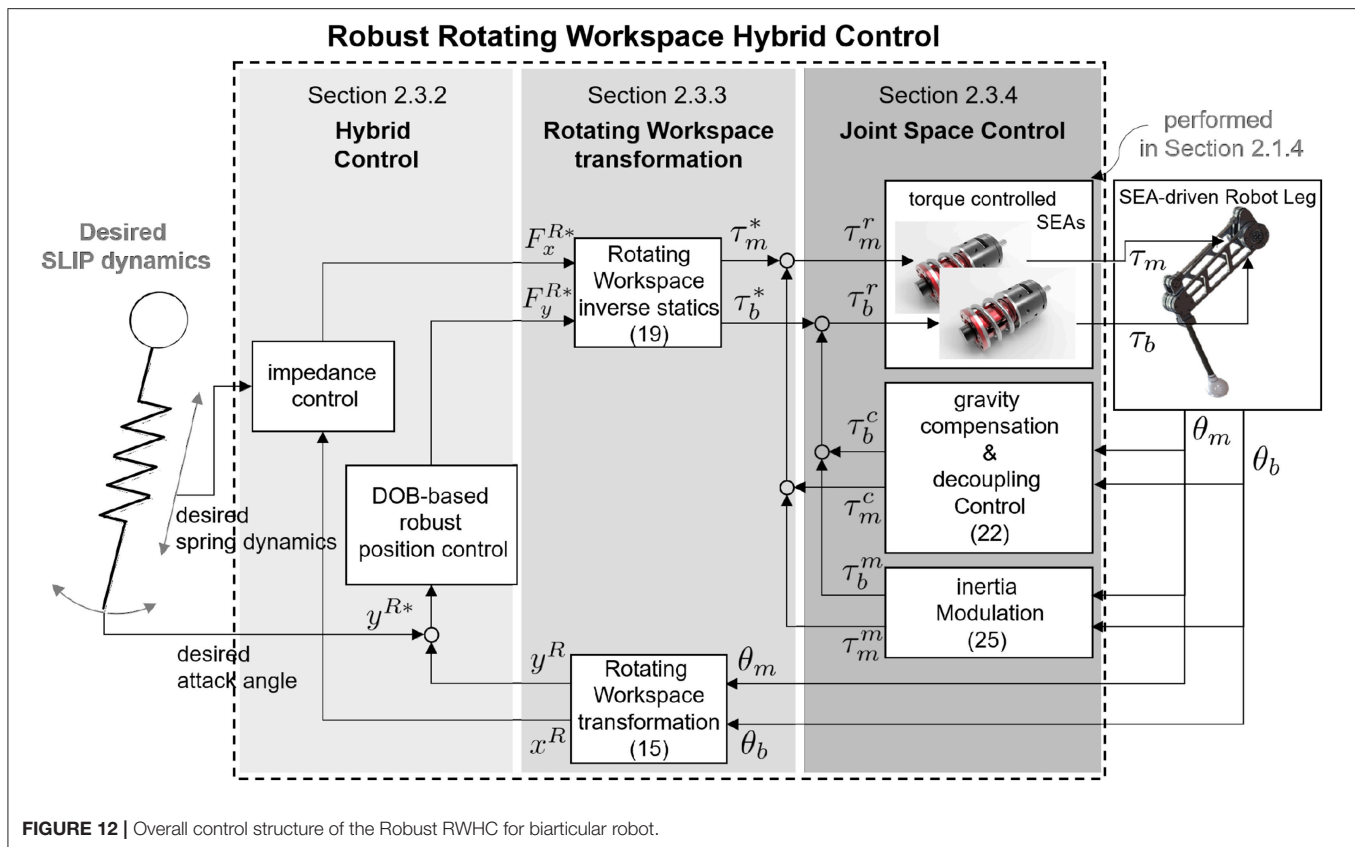 Robust Rotating Workspace Hybrid Control
Section 2.3.2
Hybrid
Control
Section 2.3.3
Rotating Workspace
transformation
Section 2.3.4
Joint Space Control
performed
in Section 2.1.4
Desired
SLIP dynamics
impedance
control
desired
spring dynamics
DOB-based
robust
position control
y^{R*}
desired
attack angle
F_x^{R*}
F_y^{R*}
Rotating
Workspace
inverse statics
(19)
τ_m^*
τ_b^*
τ_m^r
τ_b^r
torque controlled
SEAs
SEA-driven Robot Leg
τ_m
τ_b
θ_m
θ_b
τ_b^c
τ_m^c
gravity
compensation
&
decoupling
Control
(22)
τ_b^m
τ_m^m
inertia
Modulation
(25)
y^R
x^R
Rotating
Workspace
transformation
(15)
θ_m
θ_b
FIGURE 12 | Overall control structure of the Robust RWHC for biarticular robot.